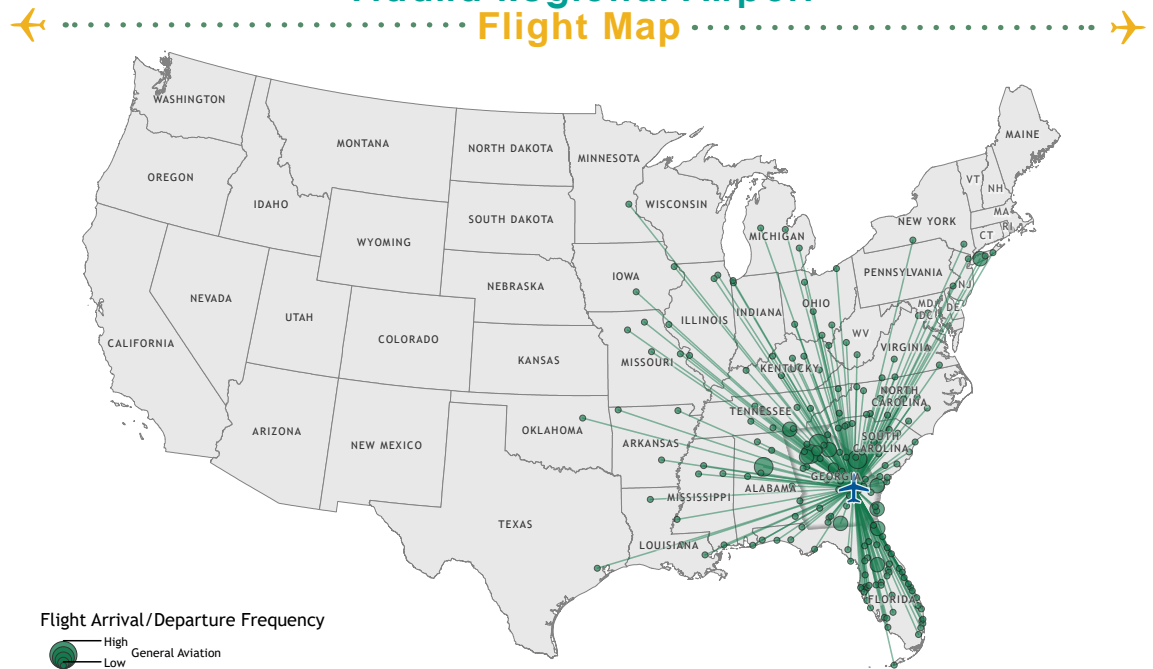 Regional Airport
Flight Map
WASHINGTON
MONTANA
NORTH DAKOTA
MINNESOTA
MAINE
OREGON
IDAHO
SOUTH DAKOTA
WISCONSIN
MICHIGAN
NEW YORK
VT
NH
MA
RI
CT
WYOMING
NEBRASKA
IOWA
PENNSYLVANIA
NJ
NEVADA
UTAH
COLORADO
ILLINOIS
INDIANA
OHIO
MD
DE
DC
WV
VIRGINIA
CALIFORNIA
KANSAS
MISSOURI
KENTUCKY
NORTH
CAROLINA
TENNESSEE
ARIZONA
NEW MEXICO
OKLAHOMA
ARKANSAS
SOUTH
CAROLINA
GEORGIA
ALABAMA
MISSISSIPPI
TEXAS
LOUISIANA
FLORIDA
Flight Arrival/Departure Frequency
High
General Aviation
Low